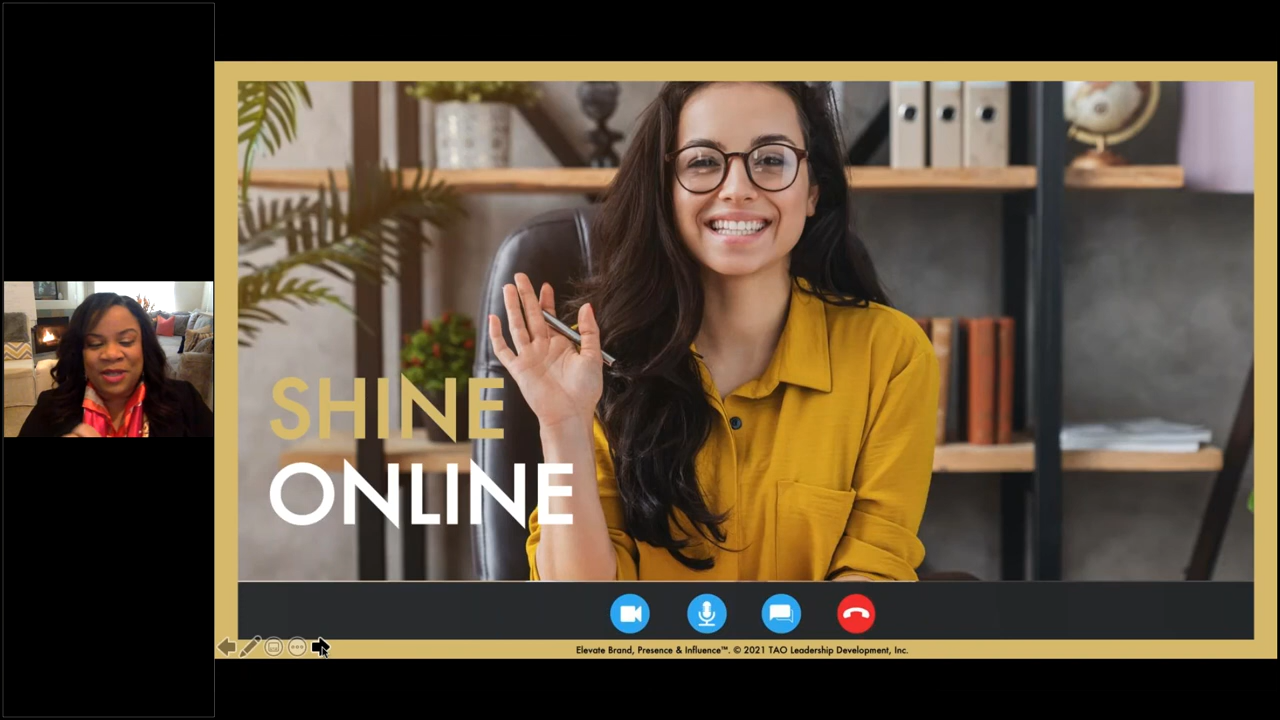 SHINE
ONLINE
Elevate Brand, Presence & Influence™. © 2021 TAO Leadership Development, Inc.